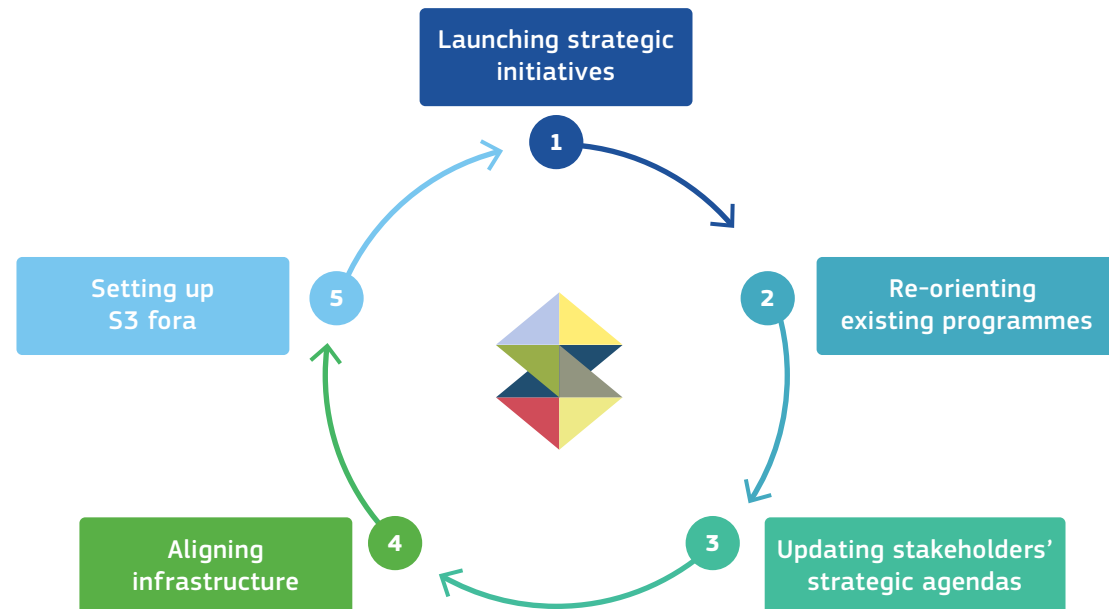 Launching strategic
initiatives
1
2
Re-orienting
existing programmes
3
Updating stakeholders’
strategic agendas
4
Aligning
infrastructure
5
Setting up
S3 fora